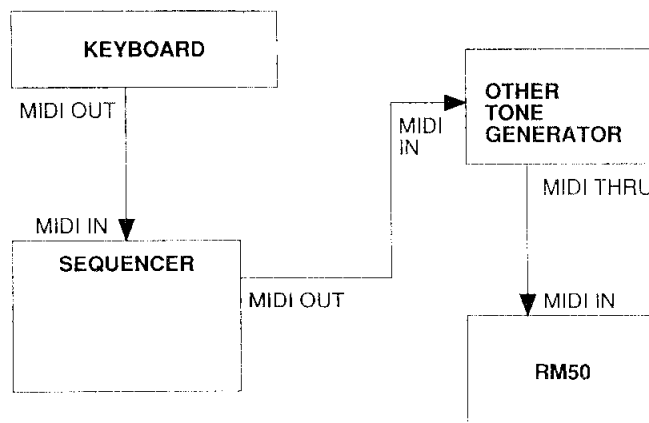 KEYBOARD
MIDI OUT
MIDI IN
SEQUENCER
MIDI OUT
MIDI
IN
OTHER
TONE
GENERATOR
MIDI THRU
MIDI IN
RM50